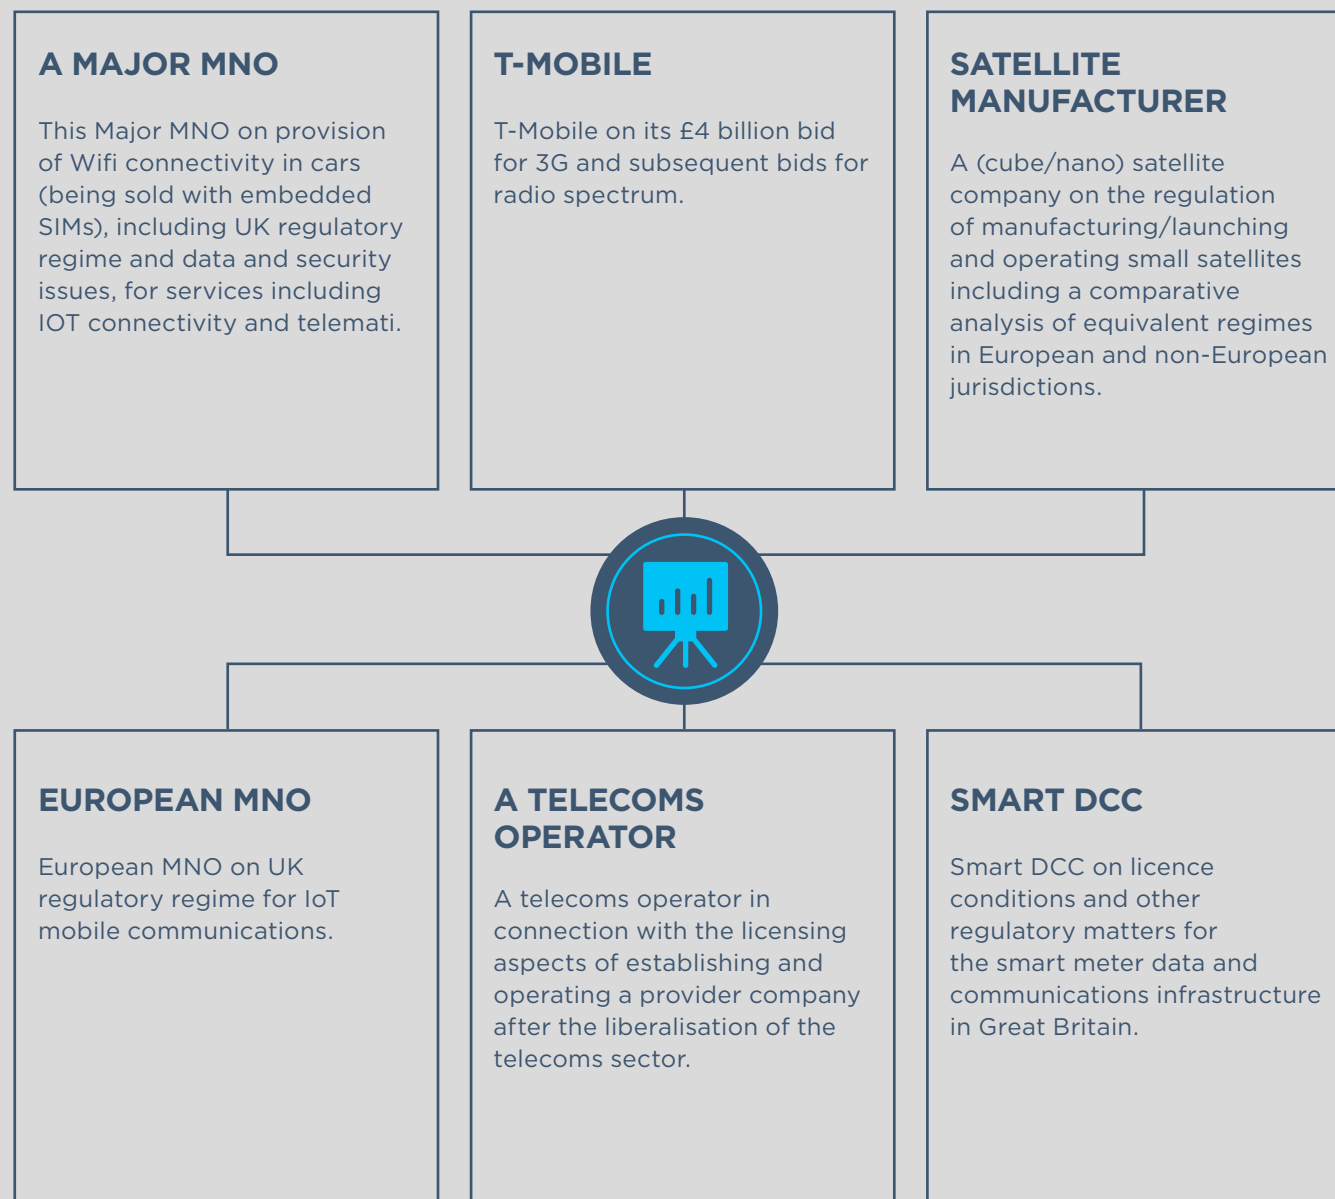 A MAJOR MNO
This Major MNO on provision
of Wifi connectivity in cars
(being sold with embedded
SIMs), including UK regulatory
regime and data and security
issues, for services including
IOT connectivity and telemati.
T-MOBILE
T-Mobile on its £4 billion bid
for 3G and subsequent bids for
radio spectrum.
SATELLITE
MANUFACTURER
A (cube/nano) satellite
company on the regulation
of manufacturing/launching
and operating small satellites
including a comparative
analysis of equivalent regimes
in European and non-European
jurisdictions.
EUROPEAN MNO
European MNO on UK
regulatory regime for IoT
mobile communications.
A TELECOMS
OPERATOR
A telecoms operator in
connection with the licensing
aspects of establishing and
operating a provider company
after the liberalisation of the
telecoms sector.
SMART DCC
Smart DCC on licence
conditions and other
regulatory matters for
the smart meter data and
communications infrastructure
in Great Britain.